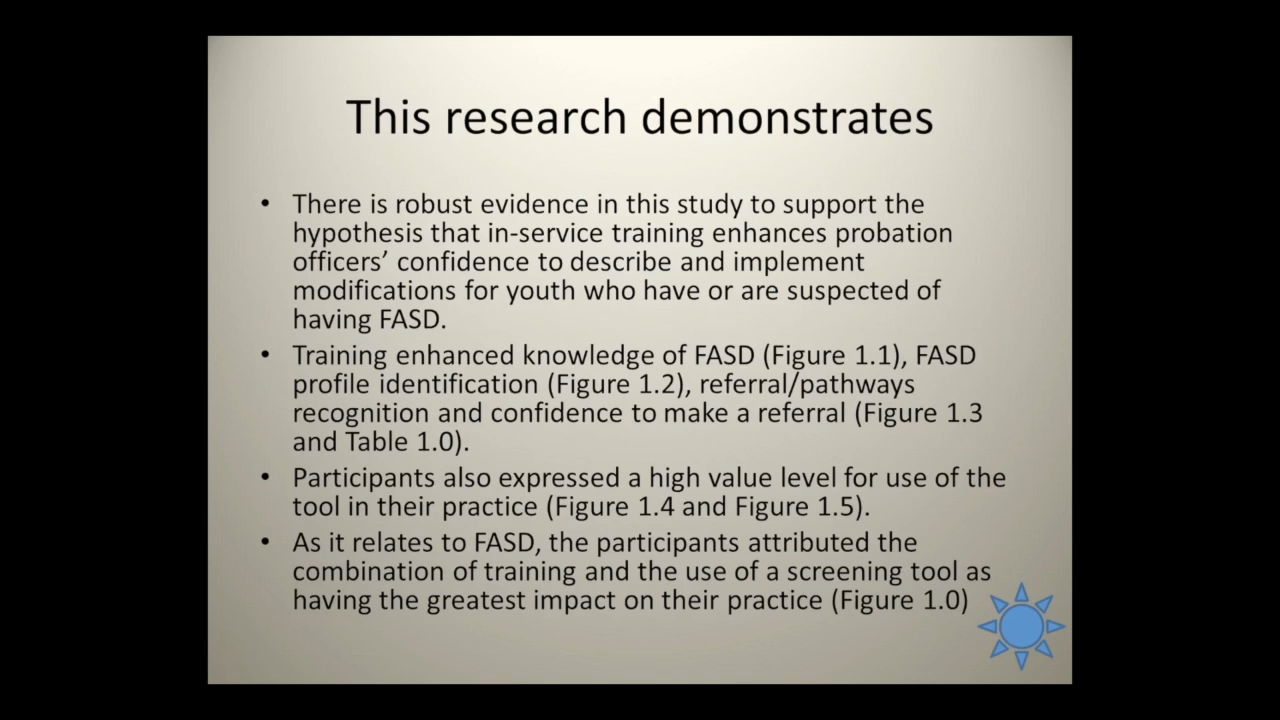 This research demonstrates
• There is robust evidence in this study to support the
hypothesis that in-service training enhances probation
officers’ confidence to describe and implement
modifications for youth who have or are suspected of
having FASD.
• Training enhanced knowledge of FASD (Figure 1.1), FASD
profile identification (Figure 1.2), referral/pathways
recognition and confidence to make a referral (Figure 1.3
and Table 1.0).
• Participants also expressed a high value level for use of the
tool in their practice (Figure 1.4 and Figure 1.5).
• As it relates to FASD, the participants attributed the
combination of training and the use of a screening tool as
having the greatest impact on their practice (Figure 1.0)